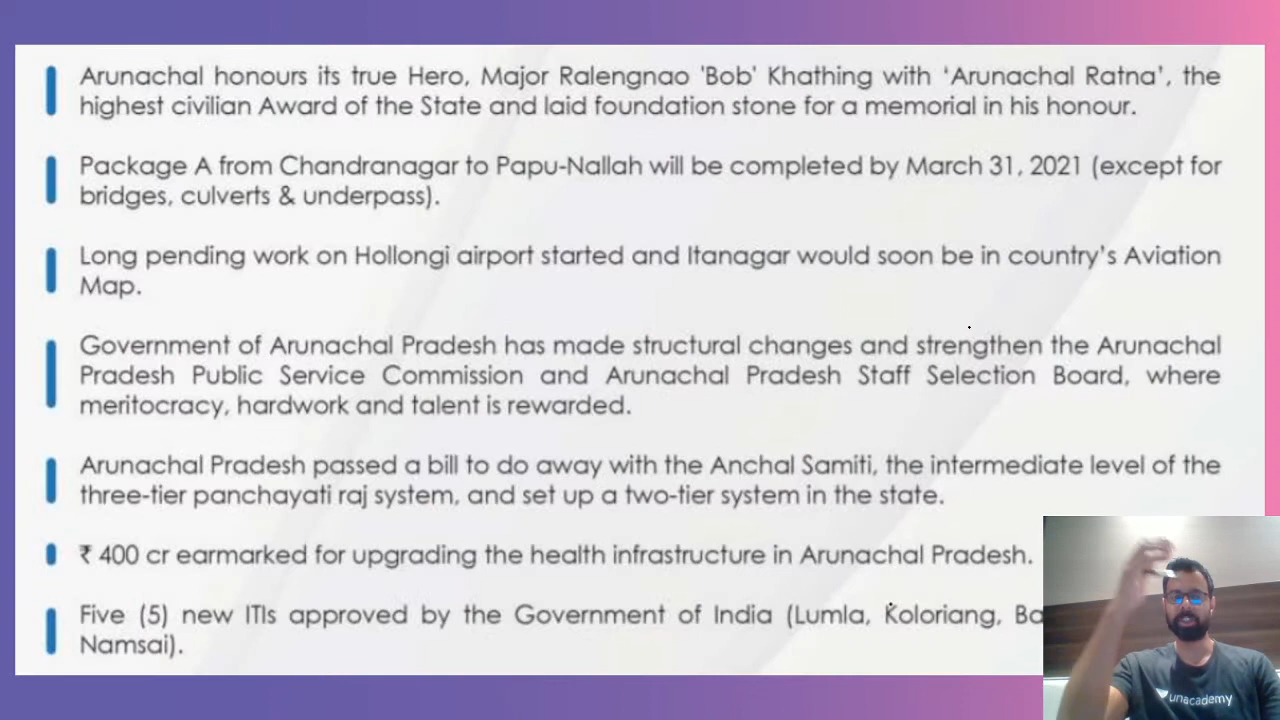 Arunachal honours its true Hero, Major Ralengnao 'Bob' Khathing with ‘Arunachal Ratna’, the
highest civilian Award of the State and laid foundation stone for a memorial in his honour.
Package A from Chandranagar to Papu-Nallah will be completed by March 31, 2021 (except for
bridges, culverts & underpass).
Long pending work on Hollongi airport started and Itanagar would soon be in country’s Aviation
Map.
Government of Arunachal Pradesh has made structural changes and strengthen the Arunachal
Pradesh Public Service Commission and Arunachal Pradesh Staff Selection Board, where
meritocracy, hardwork and talent is rewarded.
Arunachal Pradesh passed a bill to do away with the Anchal Samiti, the intermediate level of the
three-tier panchayati raj system, and set up a two-tier system in the state.
₹ 400 cr earmarked for upgrading the health infrastructure in Arunachal Pradesh.
Five (5) new ITIs approved by the Government of India (Lumla, Koloriang,
Namsai).
unacademy